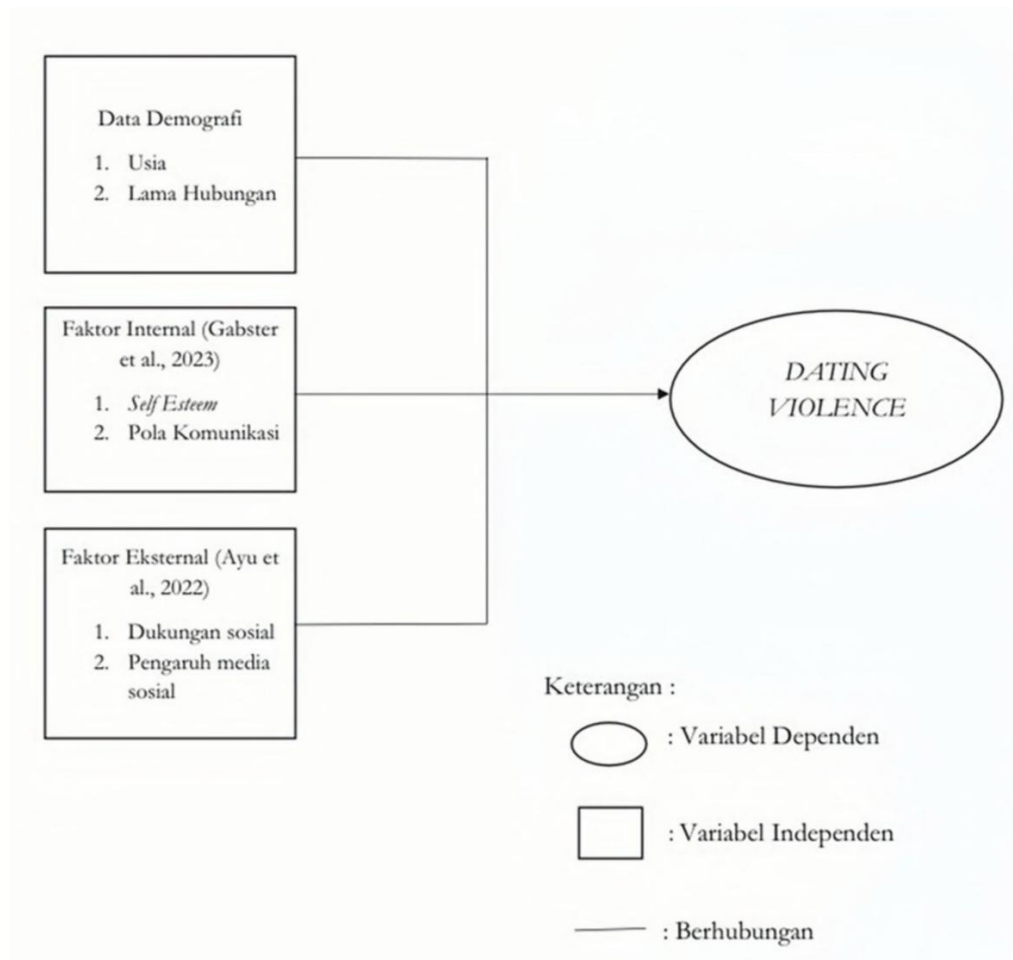 Data Demografi
1. Usia
2. Lama Hubungan
Faktor Internal (Gabster
et al., 2023)
1. Self Esteem
2. Pola Komunikasi
Faktor Eksternal (Ayu et
al., 2022)
1. Dukungan sosial
2. Pengaruh media
sosial
DATING
VIOLENCE
Keterangan :
: Variabel Dependen
: Variabel Independen
: Berhubungan